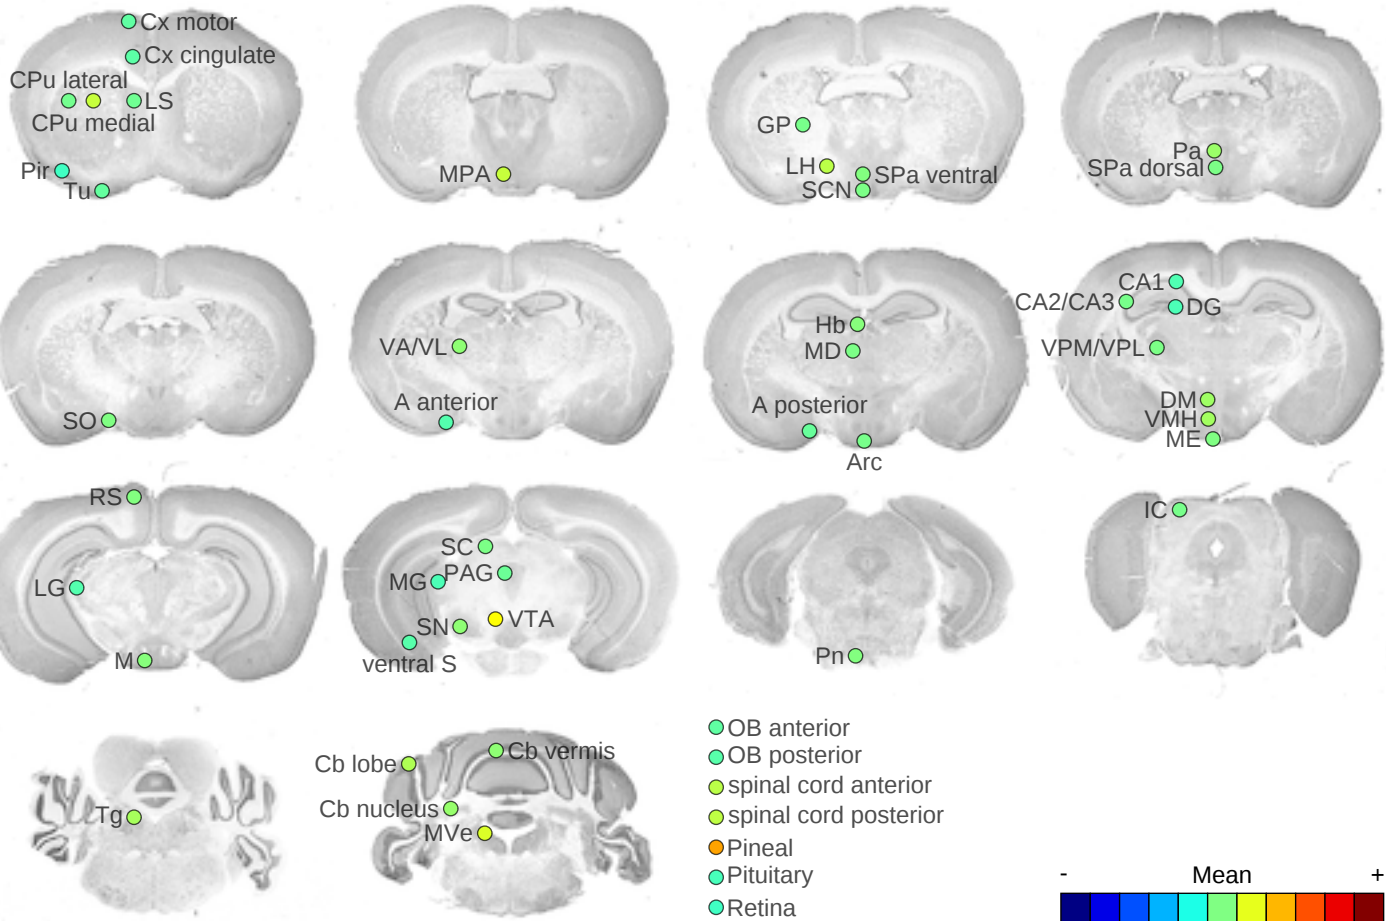 Cx motor
Cx cingulate
CPu lateral
LS
CPu medial
Pir
Tu
MPA
GP
LH
SPa ventral
SCN
Pa
SPa dorsal
SO
VA/VL
A anterior
Hb
MD
A posterior
Arc
CA1
CA2/CA3
DG
VPM/VPL
DM
VMH
ME
RS
LG
M
SC
PAG
MG
VTA
SN
ventral S
Pn
IC
Tg
Cb vermis
Cb lobe
Cb nucleus
MVe
OB anterior
OB posterior
spinal cord anterior
spinal cord posterior
Pineal
Pituitary
Retina
- Mean +